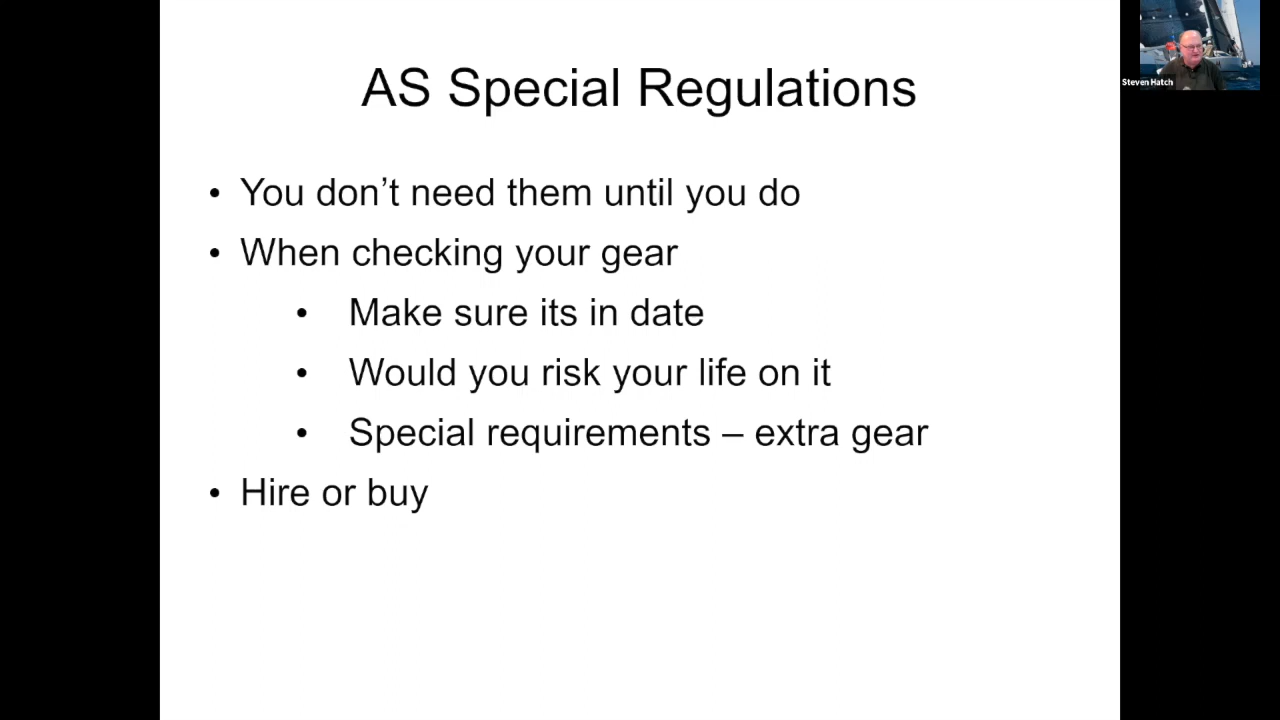 AS Special Regulations
• You don’t need them until you do
• When checking your gear
• Make sure its in date
• Would you risk your life on it
• Special requirements – extra gear
• Hire or buy
Steven Hatch